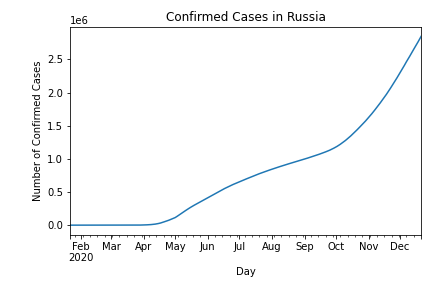 Confirmed Cases in Russia
1e6
Number of Confirmed Cases
2.5
2.0
1.5
1.0
0.5
0.0
Feb Mar Apr May Jun Jul Aug Sep Oct Nov Dec
2020
Day